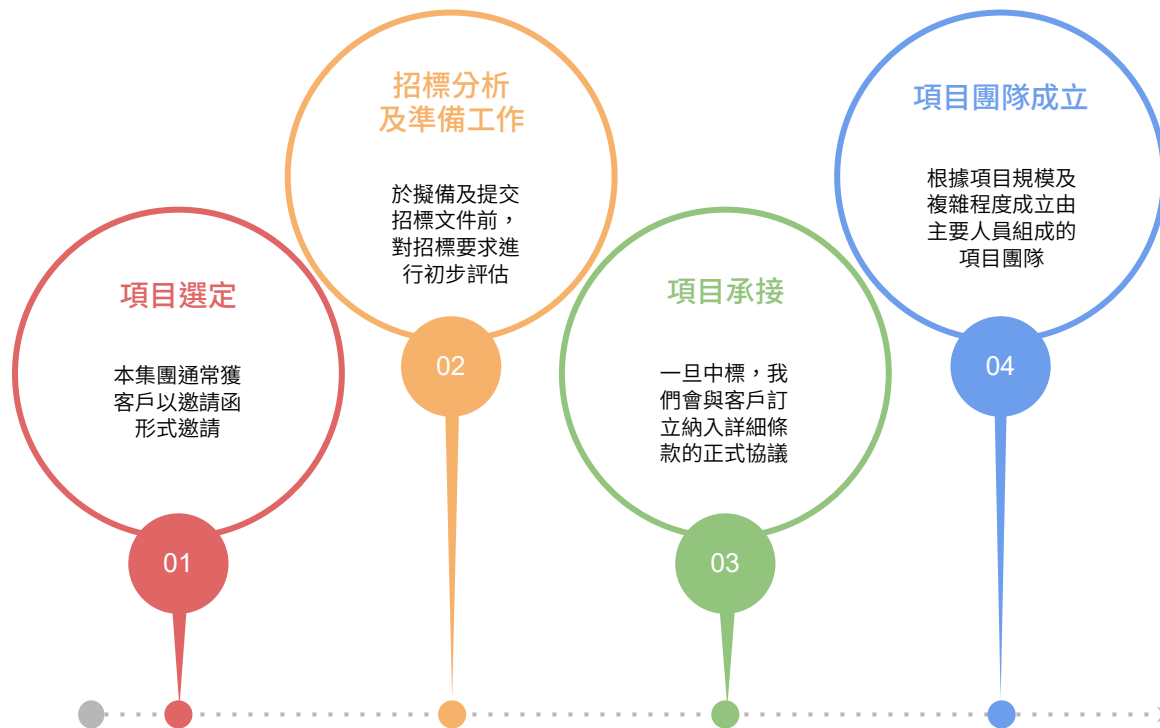 項目選定
本集團通常獲
客戶以邀請函
形式邀請
01
招標分析
及準備工作
於擬備及提交
招標文件前，
對招標要求進
行初步評估
02
項目承接
一旦中標，我
們會與客戶訂
立納入詳細條
款的正式協議
03
項目團隊成立
根據項目規模及
複雜程度成立由
主要人員組成的
項目團隊
04